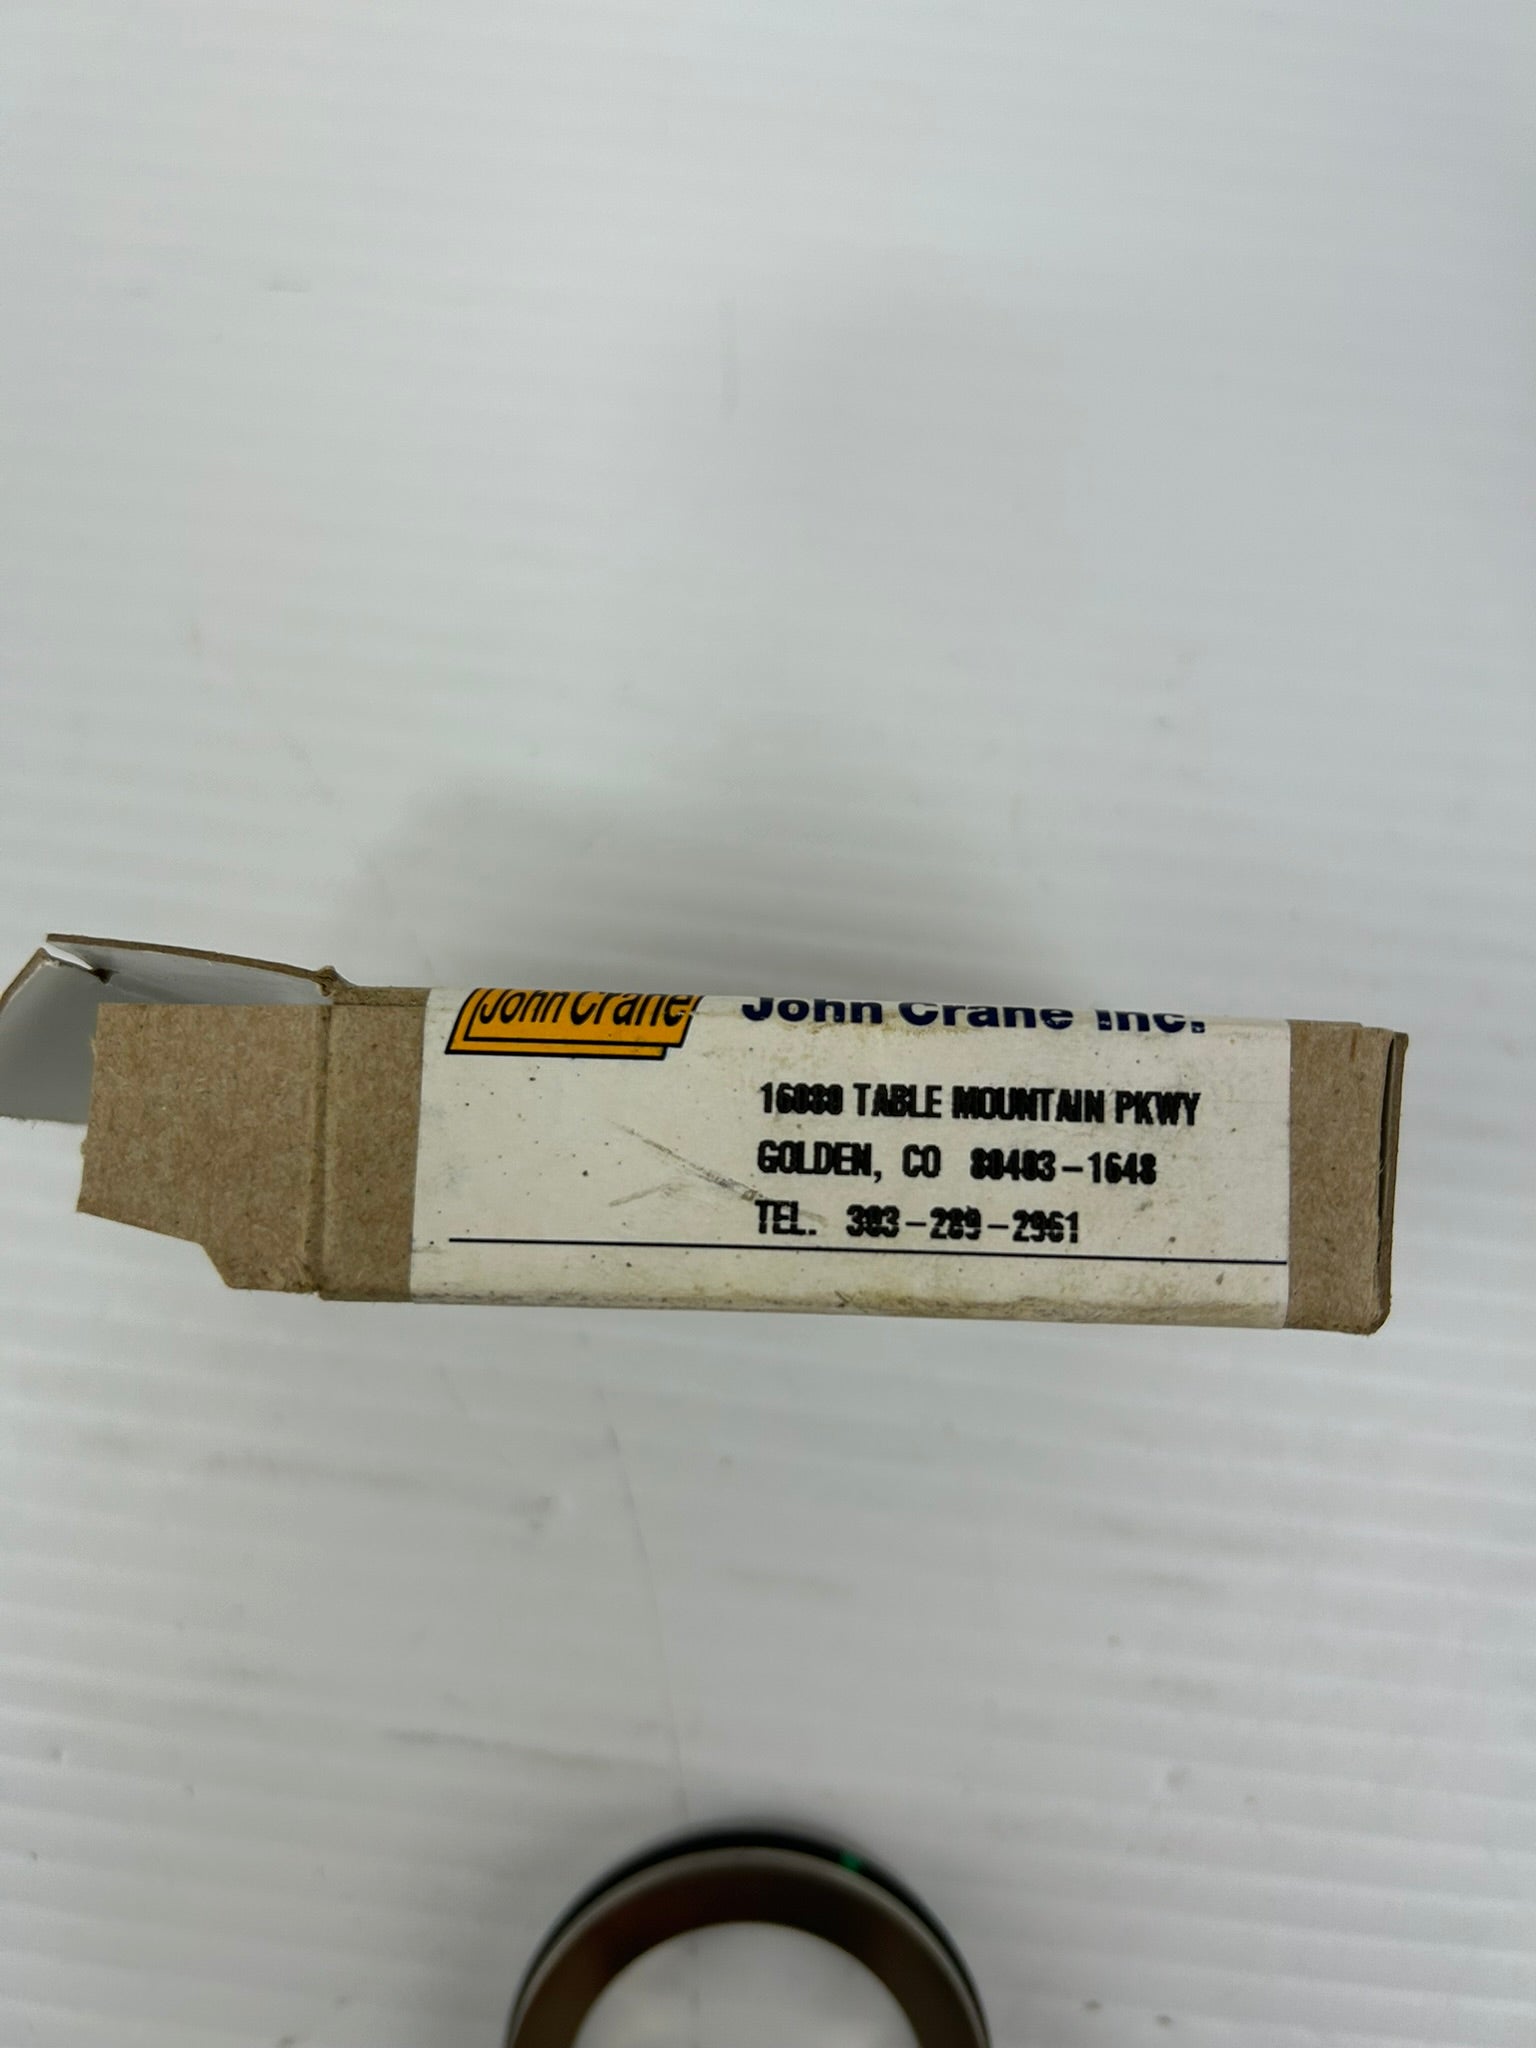 John Crane
John Crane Inc.
16080 TABLE MOUNTAIN PKWY
GOLDEN, CO 80403-1648
TEL. 303-289-2961